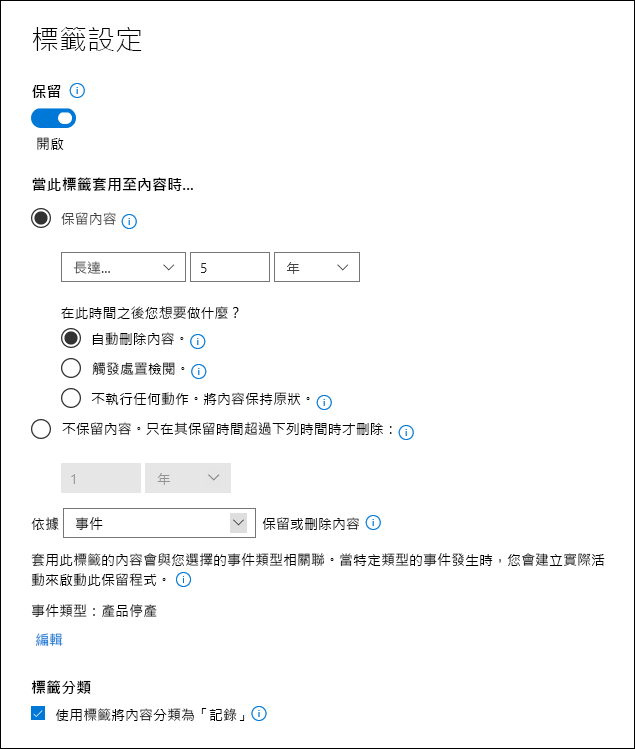 標籤設定
保留
開啟
當此標籤套用至內容時...
保留內容
長達... 5 年
在此時間之後您想要做什麼？
自動刪除內容。
觸發處置檢閱。
不執行任何動作。將內容保持原狀。
不保留內容。只在其保留時間超過下列時間時才刪除：
1 年
依據 事件 保留或刪除內容
套用此標籤的內容會與您選擇的事件類型相關聯。當特定類型的事件發生時，您會建立實際活
動來啟動此保留程式。
事件類型：產品停產
編輯
標籤分類
使用標籤將內容分類為「記錄」